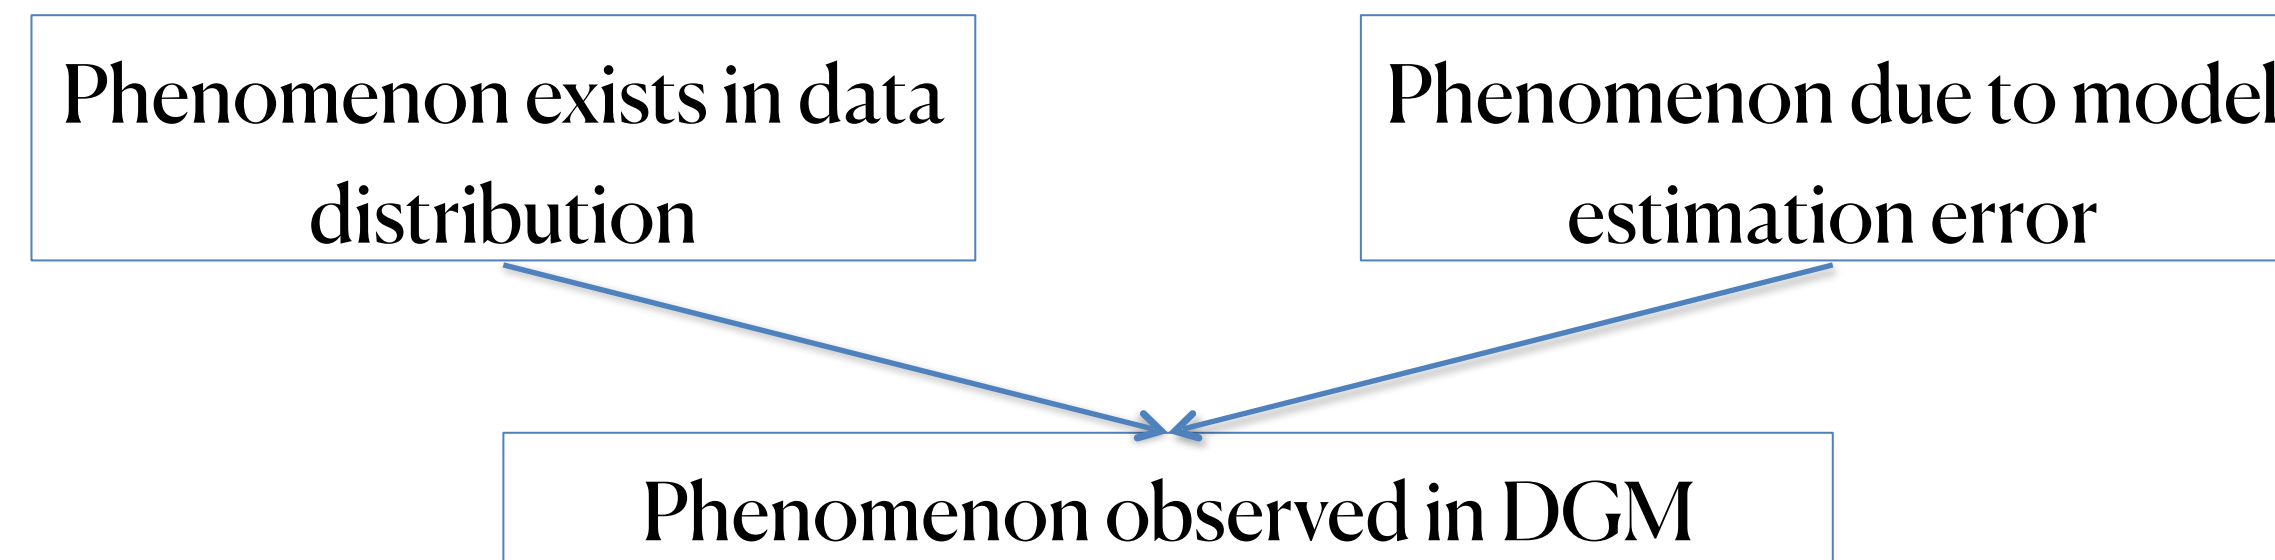 Phenomenon exists in data
distribution
Phenomenon due to model
estimation error
Phenomenon observed in DGM